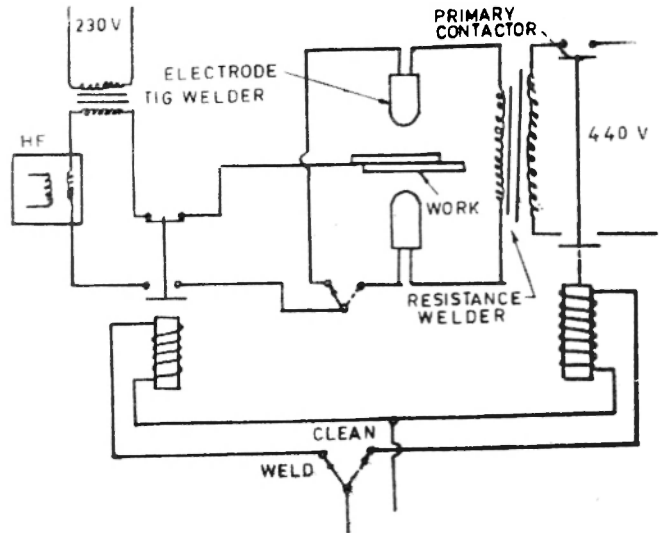 230 V
PRIMARY
CONTACTOR
ELECTRODE
TIG WELDER
HF
440 V
WORK
RESISTANCE
WELDER
CLEAN
WELD